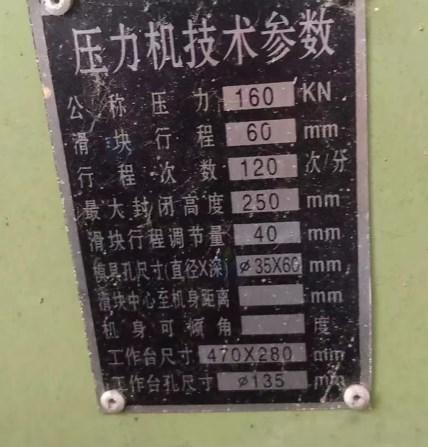 压力机技术参数
公称压力 160 KN
滑块行程 60 mm
行程次数 120 次/分
最大封闭高度 250 mm
滑块行程调节量 40 mm
模具孔尺寸(直径X深) ø35X60 mm
滑块中心至机身距离 mm
机身可倾角 度
工作台尺寸 470X280 mm
工作台孔尺寸 ø135 mm